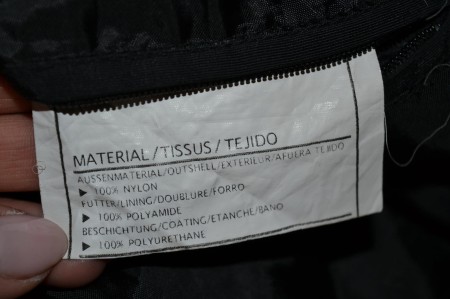 MATERIAL/TISSUS/TEJIDO
AUSSENMATERIAL/OUTSHELL/EXTERIEUR/AFUERA TEJIDO
▶ 100% NYLON
FUTTER/LINING/DOUBLURE/FORRO
▶ 100% POLYAMIDE
BESCHICHTUNG/COATING/ETANCHE/BANO
▶ 100% POLYURETHANE